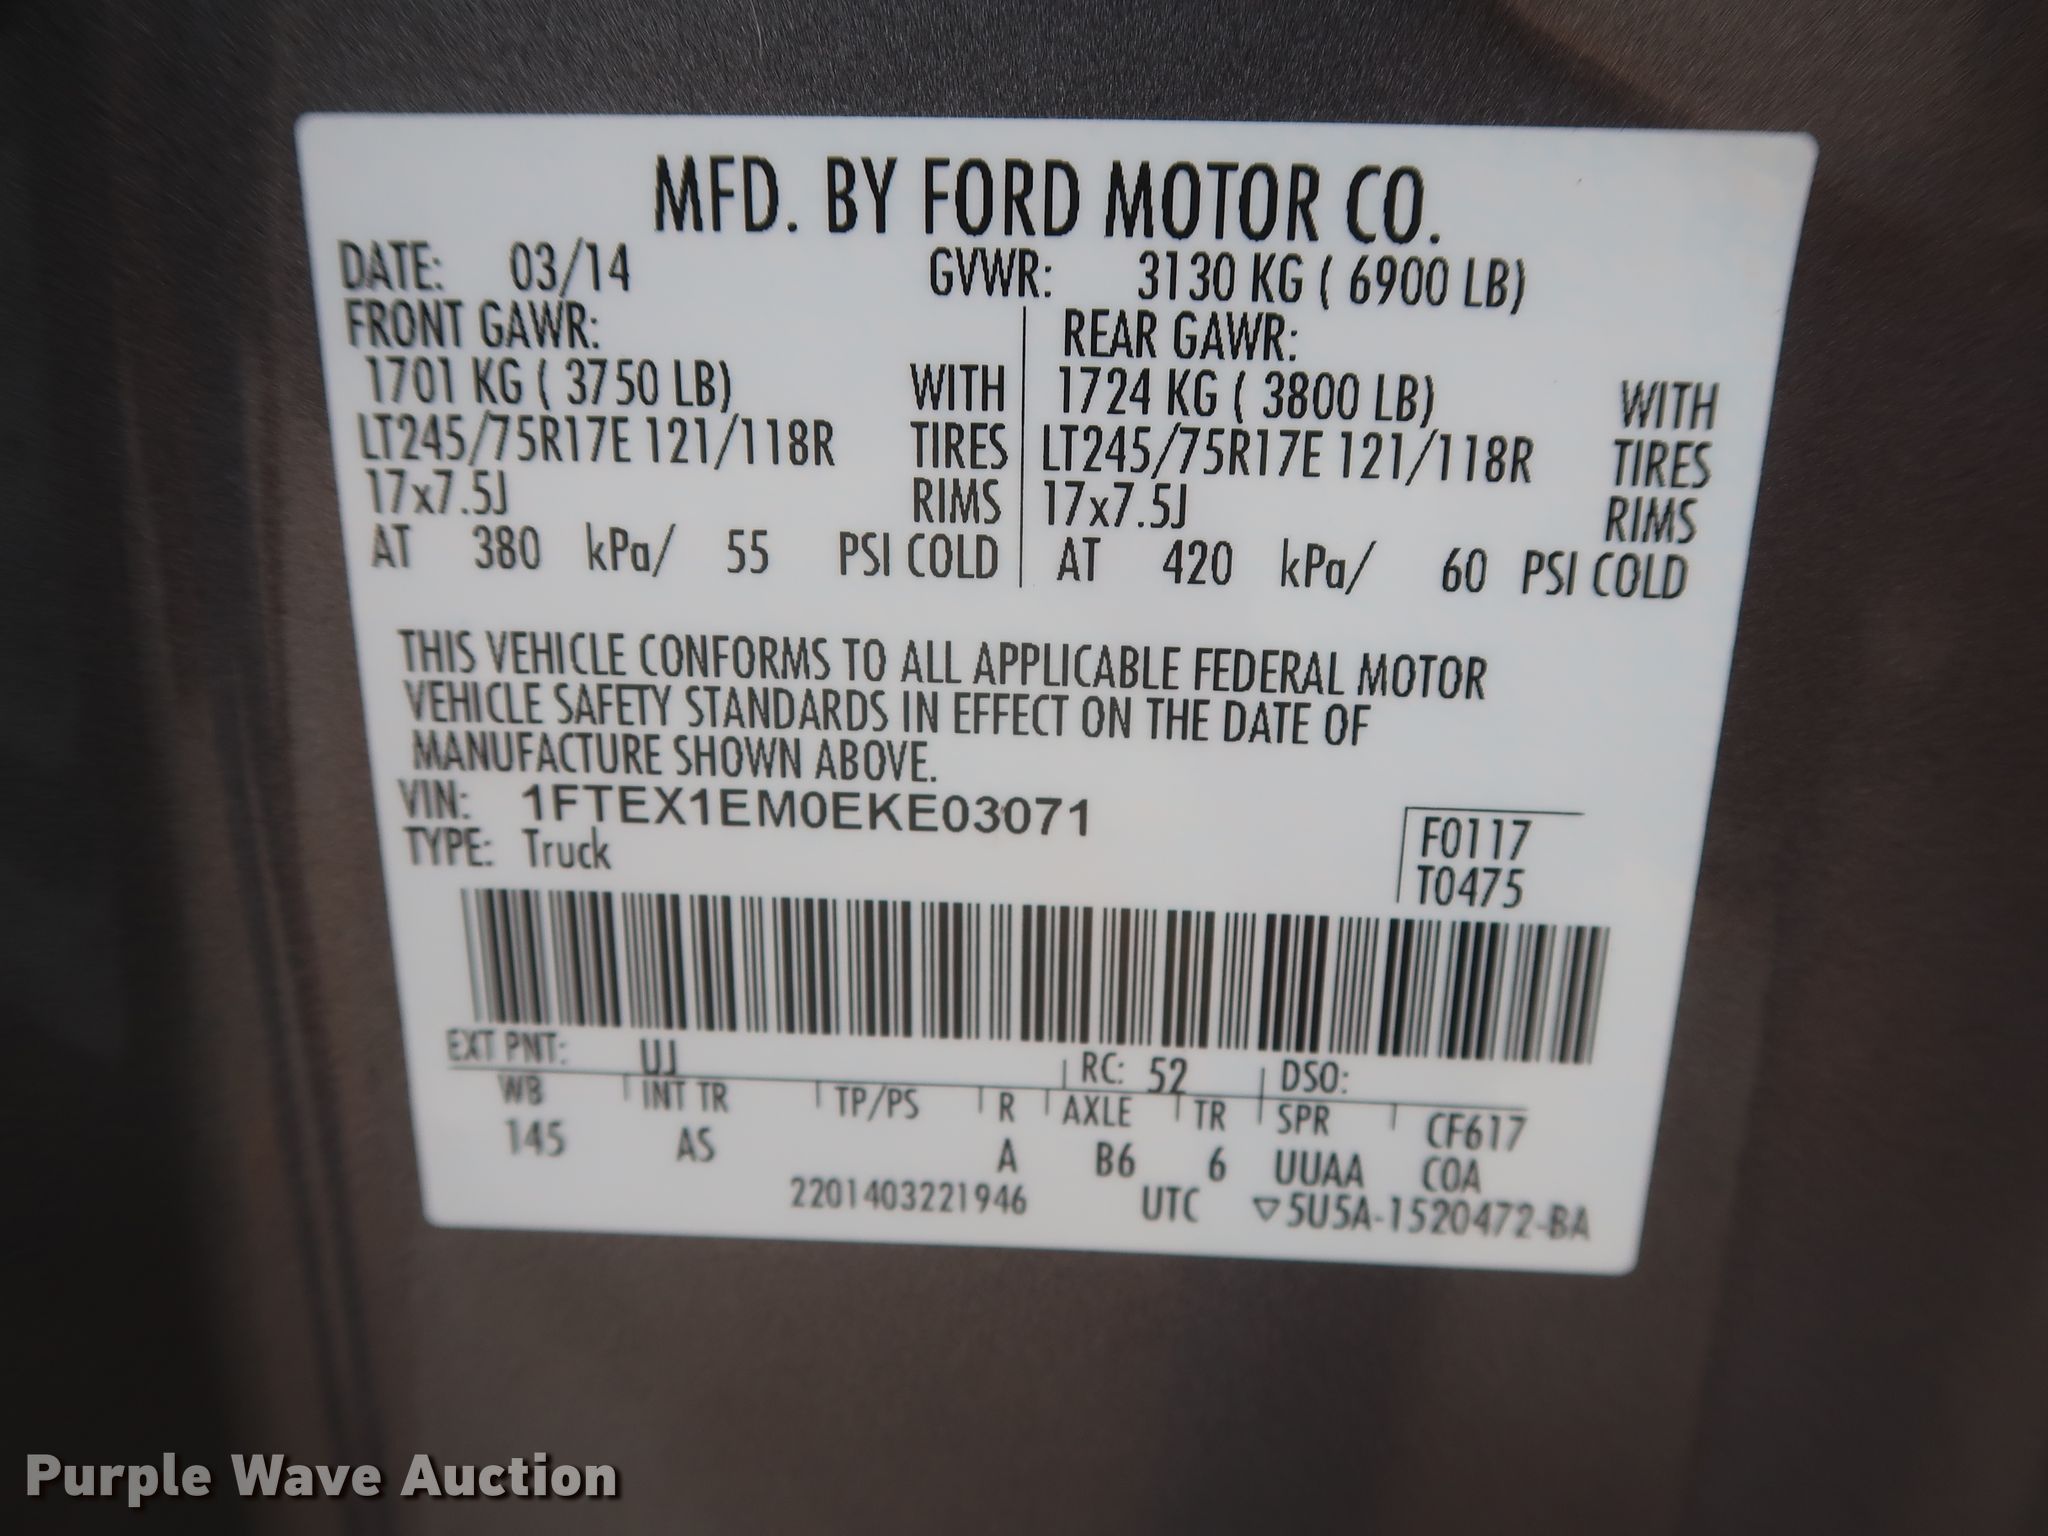 MFD. BY FORD MOTOR CO.
DATE: 03/14 GVWR: 3130 KG ( 6900 LB)
FRONT GAWR: REAR GAWR:
1701 KG ( 3750 LB) WITH 1724 KG ( 3800 LB) WITH
LT245/75R17E 121/118R TIRES LT245/75R17E 121/118R TIRES
17x7.5J RIMS 17x7.5J RIMS
AT 380 kPa/ 55 PSI COLD AT 420 kPa/ 60 PSI COLD
THIS VEHICLE CONFORMS TO ALL APPLICABLE FEDERAL MOTOR
VEHICLE SAFETY STANDARDS IN EFFECT ON THE DATE OF
MANUFACTURE SHOWN ABOVE.
VIN: 1FTEX1EM0EKE03071
TYPE: Truck
F0117
T0475
EXT PNT: UJ RC: 52 DSO:
WB INT TR TP/PS R AXLE TR SPR CF617
145 AS A B6 6 UUAA COA
2201403221946 UTC ▽5U5A-1520472-BA
Purple Wave Auction